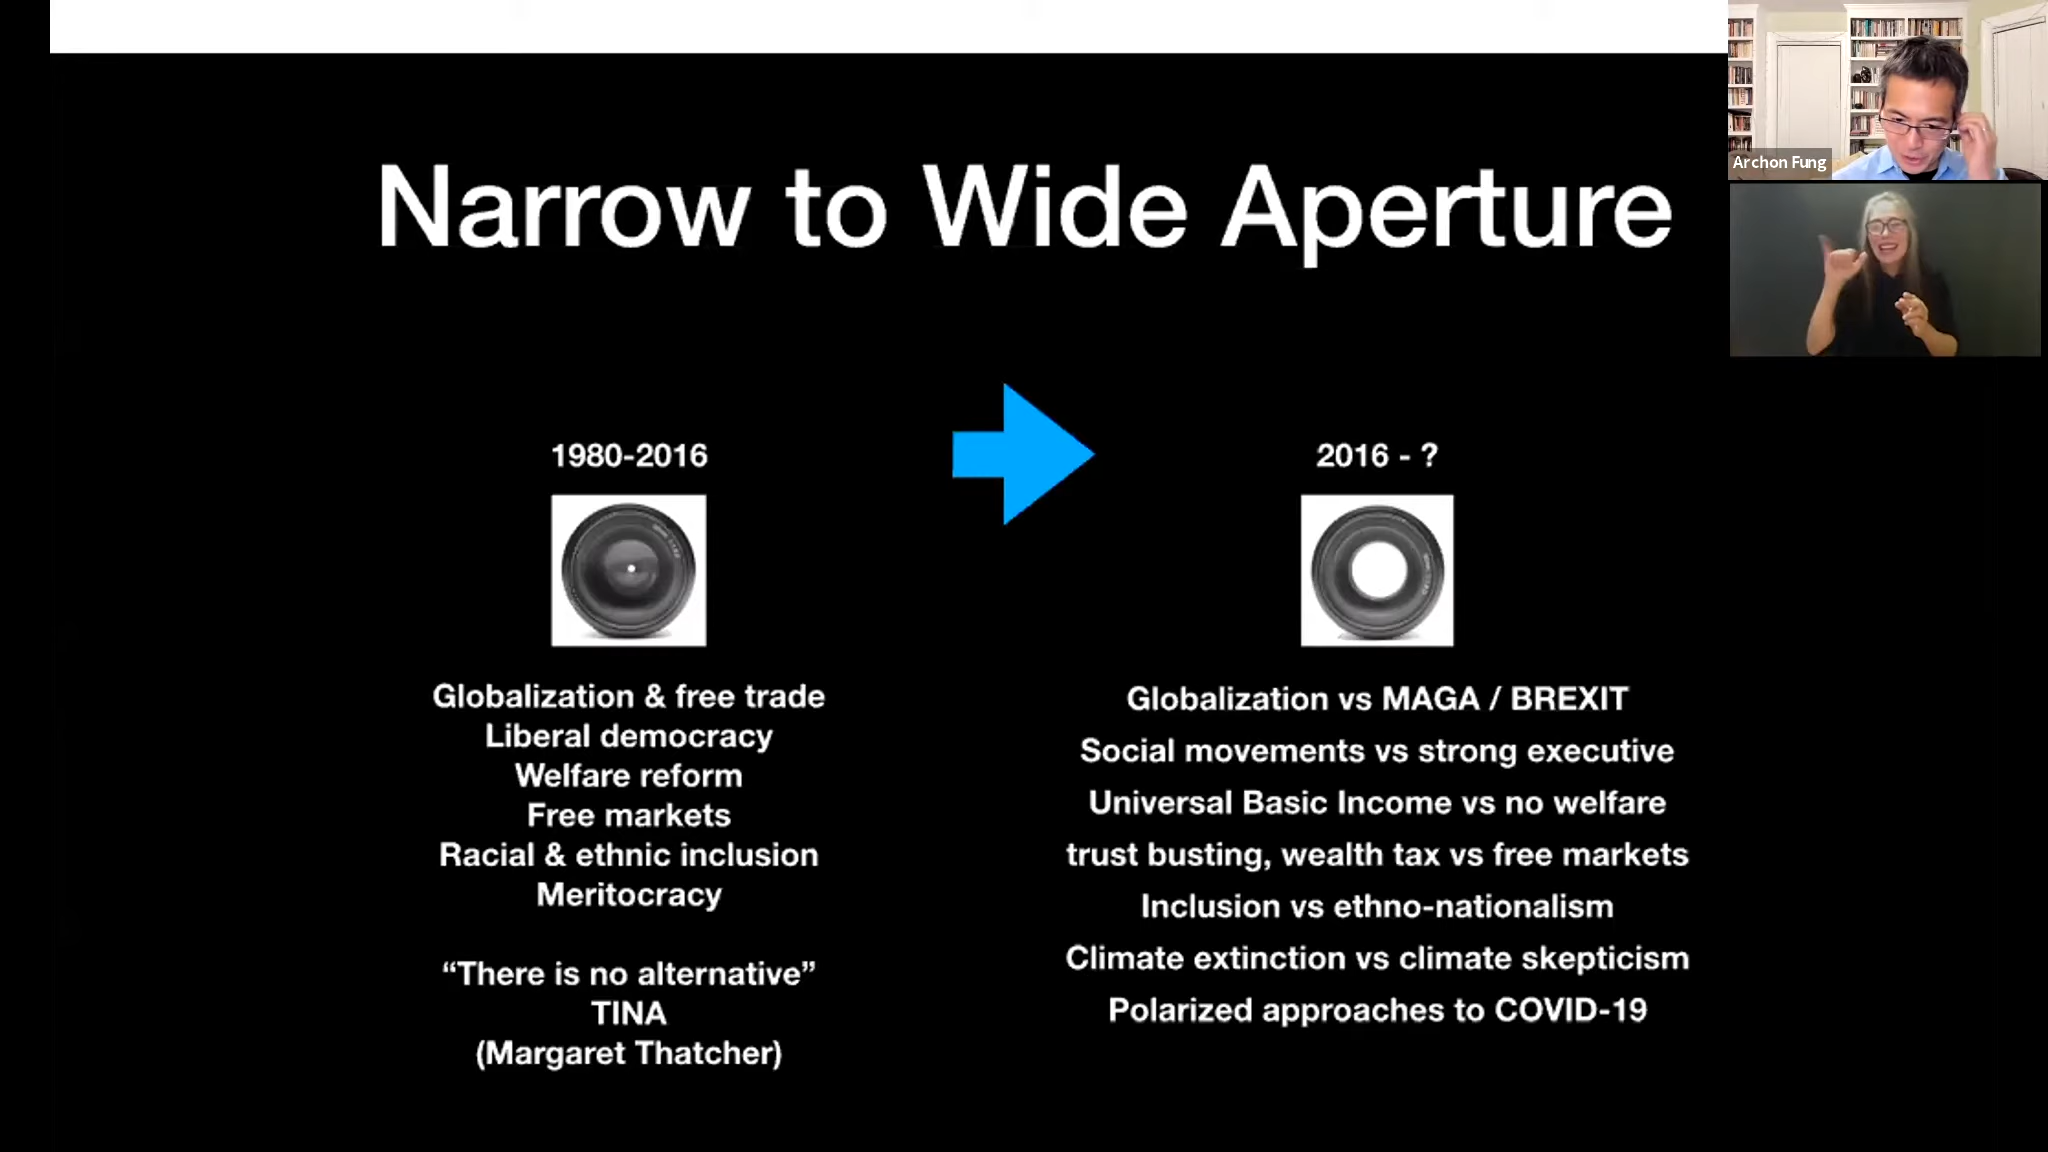 Narrow to Wide Aperture
Archon Fung
1980-2016
Globalization & free trade
Liberal democracy
Welfare reform
Free markets
Racial & ethnic inclusion
Meritocracy
“There is no alternative”
TINA
(Margaret Thatcher)
2016 - ?
Globalization vs MAGA / BREXIT
Social movements vs strong executive
Universal Basic Income vs no welfare
trust busting, wealth tax vs free markets
Inclusion vs ethno-nationalism
Climate extinction vs climate skepticism
Polarized approaches to COVID-19